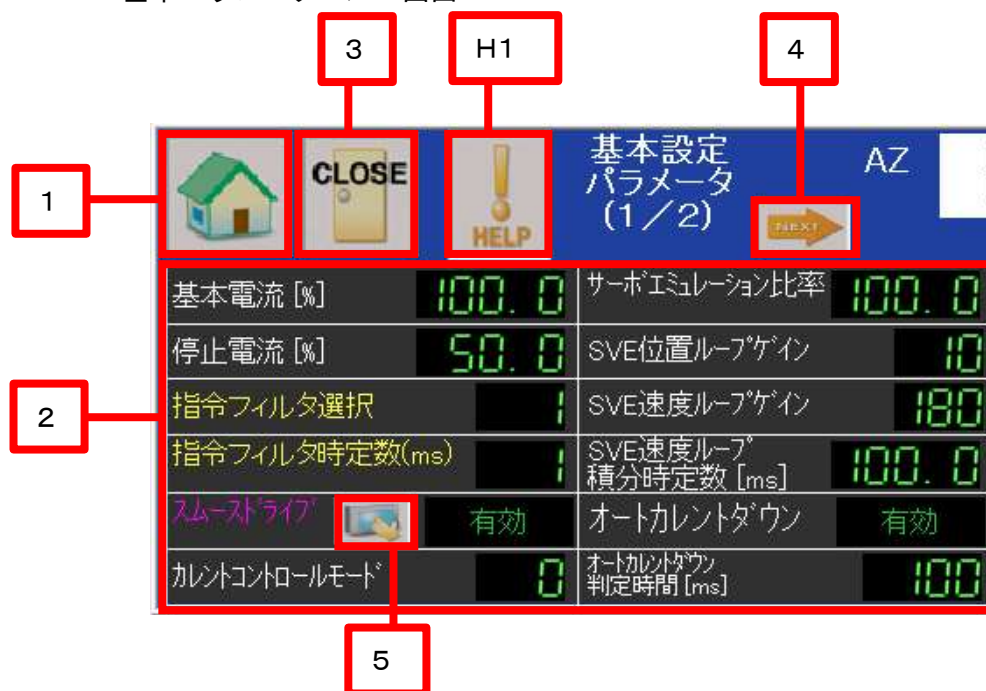 3
H1
4
1
CLOSE
HELP
基本設定
パラメータ
(1/2)
NEXT
AZ
2
基本電流 [%]
100. 0
サーボエミュレーション比率
100. 0
停止電流 [%]
50. 0
SVE位置ループゲイン
10
指令フィルタ選択
1
SVE速度ループゲイン
180
指令フィルタ時定数(ms)
1
SVE速度ループ
積分時定数 [ms]
100. 0
スムースドライブ
有効
オートカレントダウン
有効
カレントコントロールモード
0
オートカレントダウン
判定時間 [ms]
100
5